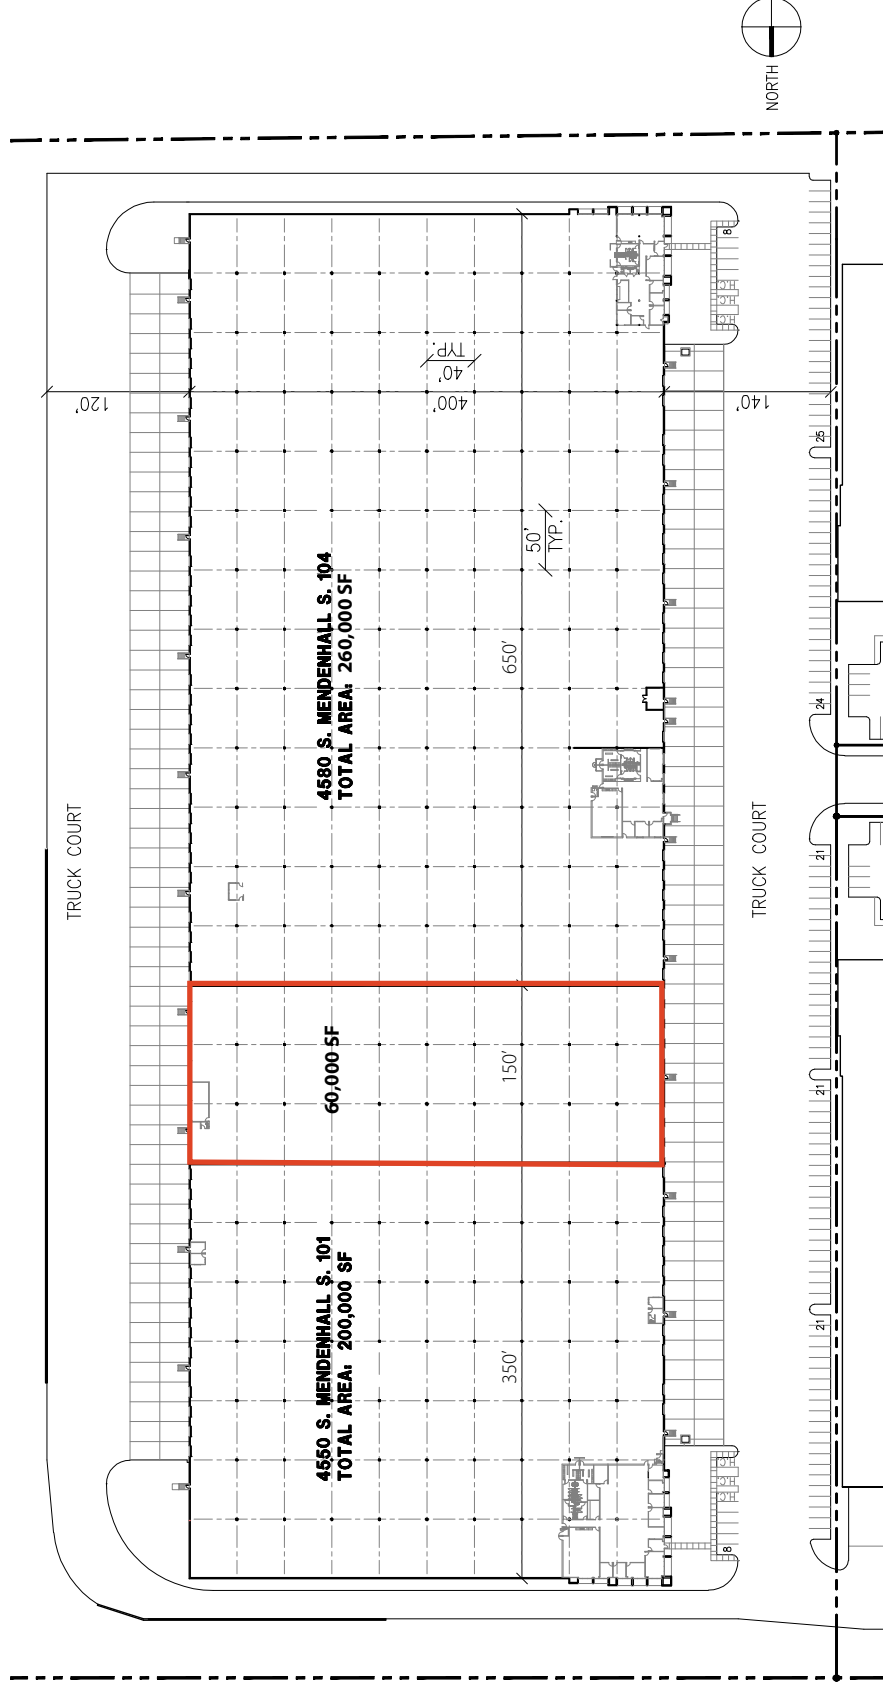 NORTH
8
H.C.
H.C.
H.C.
40'
TYP.
120'
400'
140'
25
50'
TYP.
4580 S. MENDENHALL S. 104
TOTAL AREA: 260,000 SF
650'
24
TRUCK COURT
TRUCK COURT
21
60,000 SF
150'
21
4550 S. MENDENHALL S. 101
TOTAL AREA: 200,000 SF
350'
21
H.C.
H.C.
8